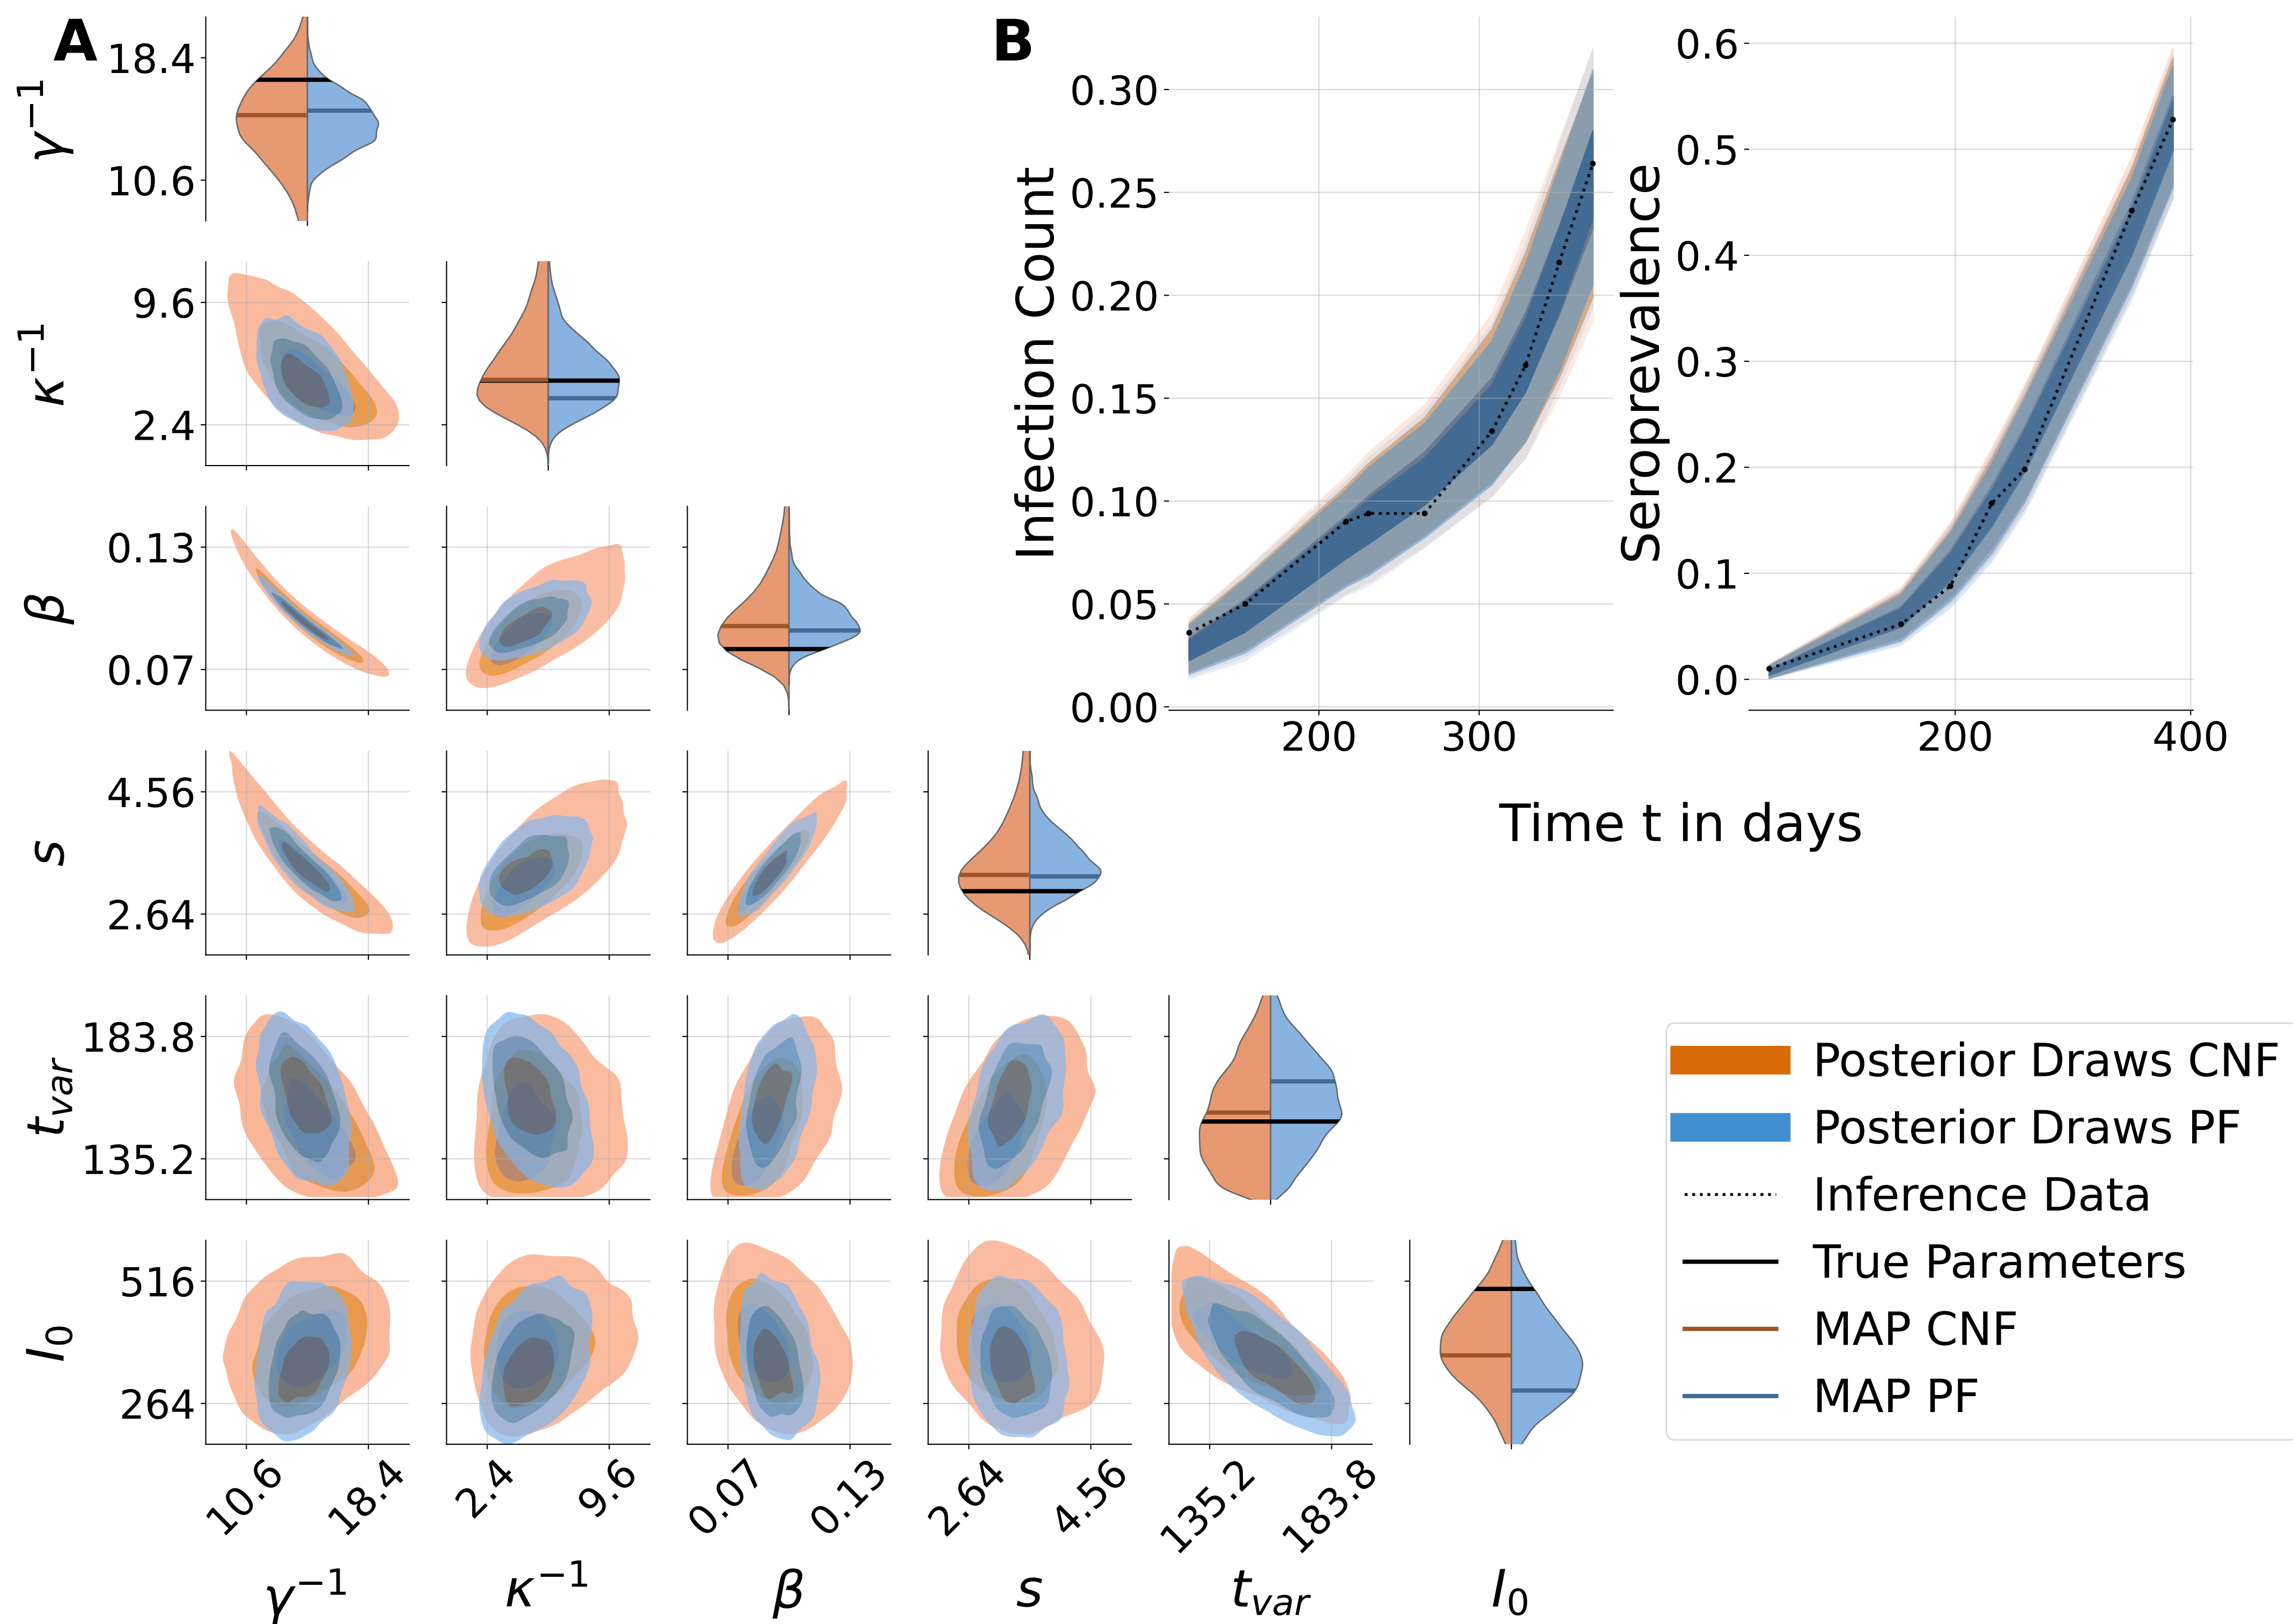 A
18.4
γ⁻¹
10.6
9.6
κ⁻¹
2.4
0.13
β
0.07
4.56
s
2.64
183.8
t_var
135.2
516
I₀
264
10.6 18.4 2.4 9.6 0.07 0.13 2.64 4.56 135.2 183.8
γ⁻¹ κ⁻¹ β s t_var I₀
B
0.30
0.25
0.20
0.15
0.10
0.05
0.00
Infection Count
200 300
0.6
0.5
0.4
0.3
0.2
0.1
0.0
Seroprevalence
200 400
Time t in days
Posterior Draws CNF
Posterior Draws PF
Inference Data
True Parameters
MAP CNF
MAP PF